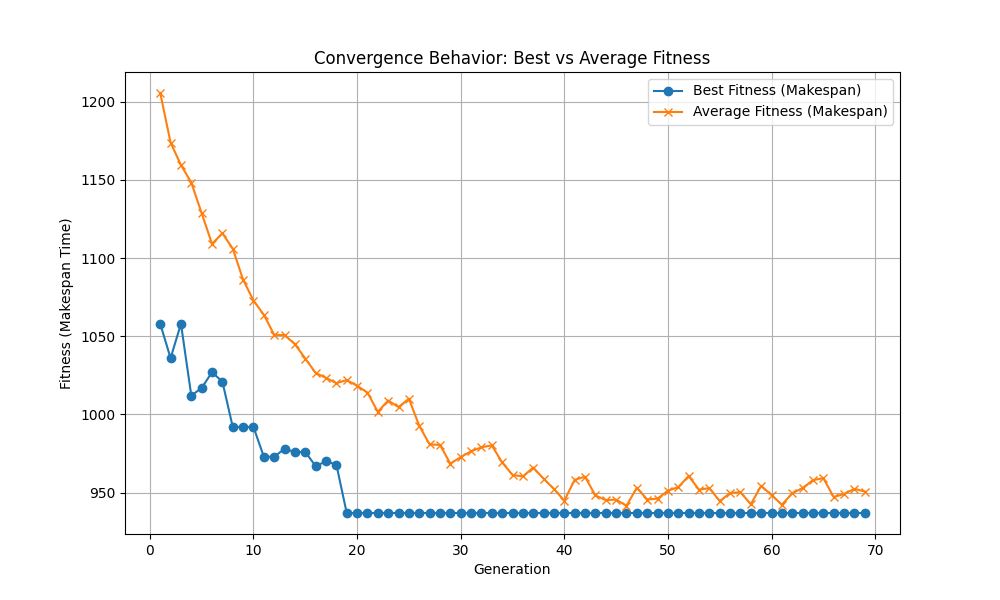 Convergence Behavior: Best vs Average Fitness
Best Fitness (Makespan)
Average Fitness (Makespan)
Fitness (Makespan Time)
1200
1150
1100
1050
1000
950
0 10 20 30 40 50 60 70
Generation